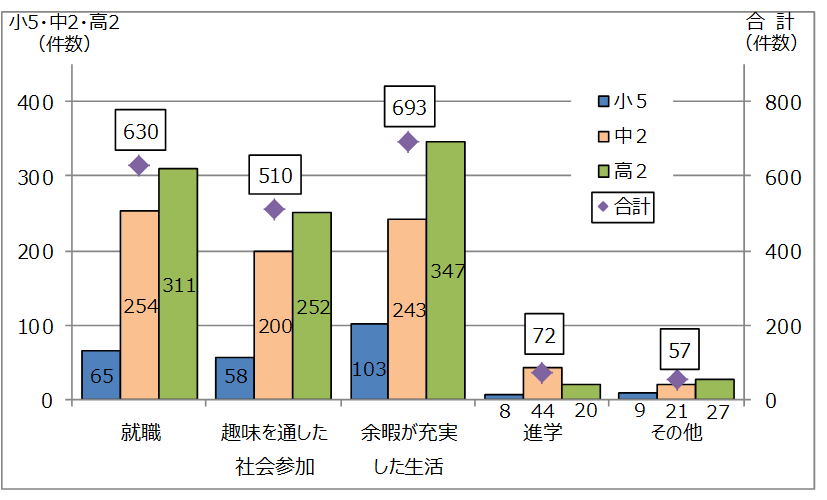 小5・中2・高2
（件数）
合 計
（件数）
400
300
200
100
0
800
600
400
200
0
小５
中２
高２
合計
630
510
693
72
57
65
254
311
58
200
252
103
243
347
8
44
20
9
21
27
就職
趣味を通した
社会参加
余暇が充実
した生活
進学
その他